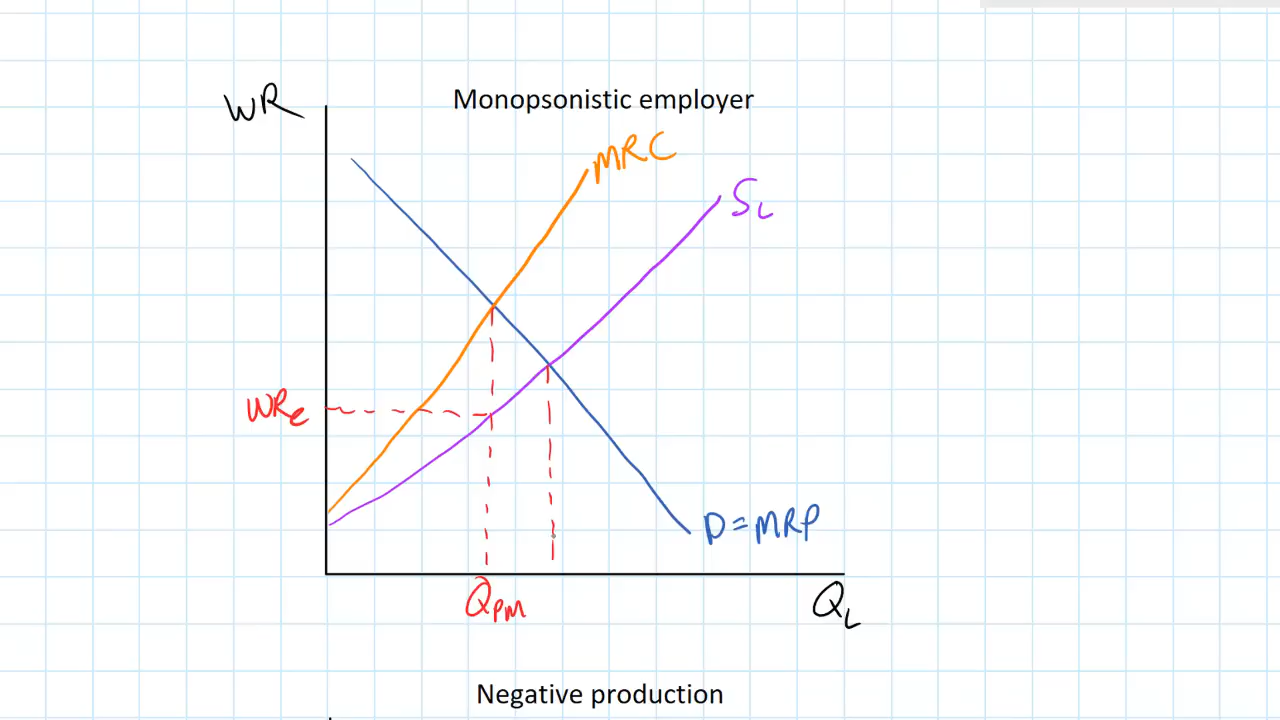 Monopsonistic employer
WR
MRC
SL
WRe
D=MRP
QPM
QL
Negative production